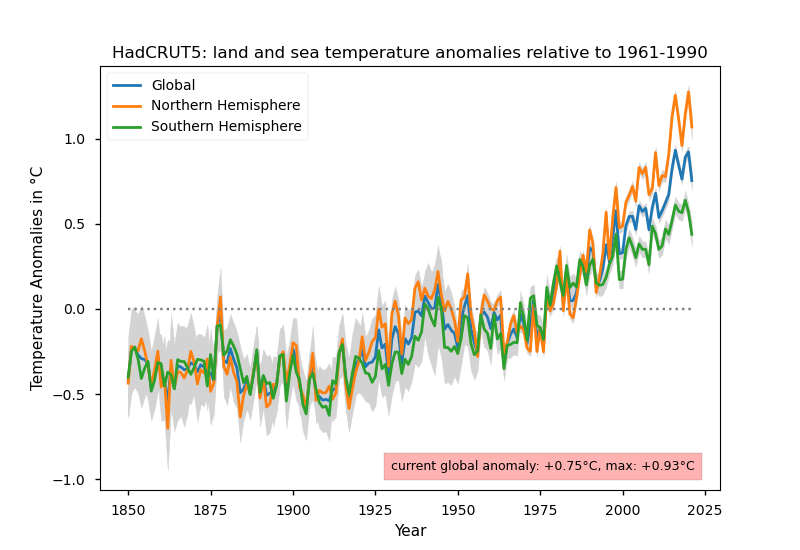 HadCRUT5: land and sea temperature anomalies relative to 1961-1990
Global
Northern Hemisphere
Southern Hemisphere
Temperature Anomalies in °C
1.0
0.5
0.0
−0.5
−1.0
current global anomaly: +0.75°C, max: +0.93°C
1850 1875 1900 1925 1950 1975 2000 2025
Year